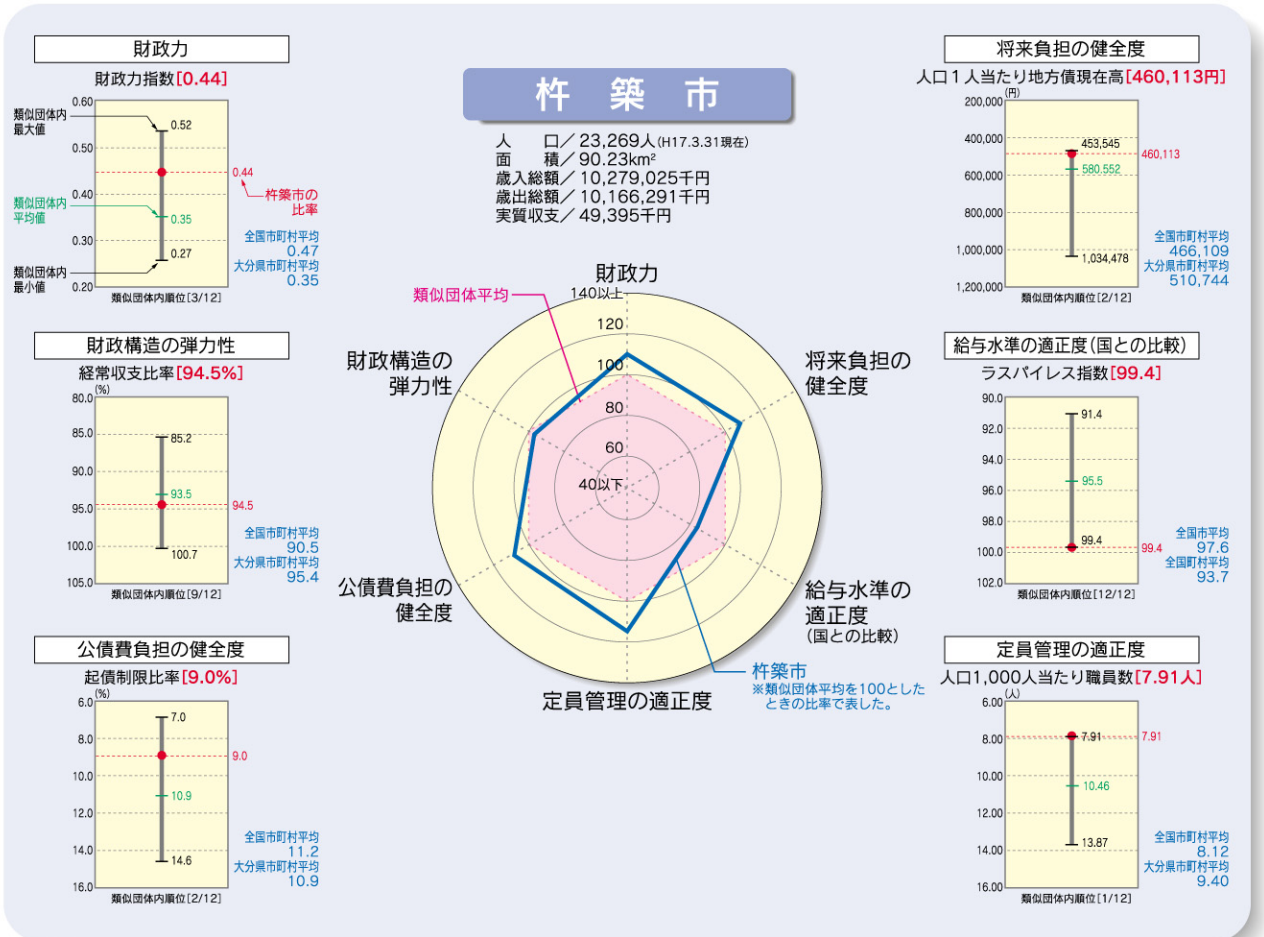 杵築市
人　　口／23,269人(H17.3.31現在)
面　　積／90.23km²
歳入総額／10,279,025千円
歳出総額／10,166,291千円
実質収支／49,395千円
財政力
財政力指数[0.44]
0.60
0.50
0.40
0.30
0.20
類似団体内
最大値
0.52
0.44
杵築市の
比率
類似団体内
平均値
0.35
0.27
類似団体内
最小値
全国市町村平均
0.47
大分県市町村平均
0.35
類似団体内順位[3/12]
財政構造の弾力性
経常収支比率[94.5%]
(%)
80.0
85.0
90.0
95.0
100.0
105.0
85.2
93.5
94.5
100.7
全国市町村平均
90.5
大分県市町村平均
95.4
類似団体内順位[9/12]
公債費負担の健全度
起債制限比率[9.0%]
(%)
6.0
8.0
10.0
12.0
14.0
16.0
7.0
9.0
10.9
14.6
全国市町村平均
11.2
大分県市町村平均
10.9
類似団体内順位[2/12]
財政力
類似団体平均
140以上
120
100
80
60
40以下
財政構造の
弾力性
将来負担の
健全度
公債費負担の
健全度
給与水準の
適正度
(国との比較)
定員管理の適正度
杵築市
※類似団体平均を100とした
ときの比率で表した。
将来負担の健全度
人口1人当たり地方債現在高[460,113円]
(円)
200,000
400,000
600,000
800,000
1,000,000
1,200,000
453,545
460,113
580,552
1,034,478
全国市町村平均
466,109
大分県市町村平均
510,744
類似団体内順位[2/12]
給与水準の適正度(国との比較)
ラスパイレス指数[99.4]
90.0
92.0
94.0
96.0
98.0
100.0
102.0
91.4
95.5
99.4
99.4
全国市平均
97.6
全国町村平均
93.7
類似団体内順位[12/12]
定員管理の適正度
人口1,000人当たり職員数[7.91人]
(人)
6.00
8.00
10.00
12.00
14.00
16.00
7.91
7.91
10.46
13.87
全国市町村平均
8.12
大分県市町村平均
9.40
類似団体内順位[1/12]